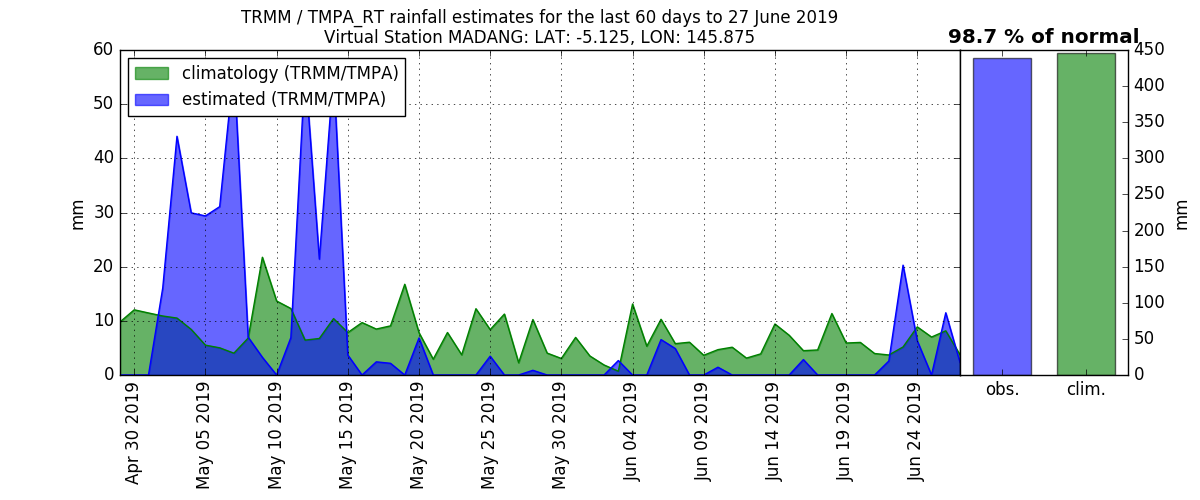 TRMM / TMPA_RT rainfall estimates for the last 60 days to 27 June 2019
Virtual Station MADANG: LAT: -5.125, LON: 145.875
98.7 % of normal
climatology (TRMM/TMPA)
estimated (TRMM/TMPA)
60
50
40
30
20
10
0
mm
Apr 30 2019
May 05 2019
May 10 2019
May 15 2019
May 20 2019
May 25 2019
May 30 2019
Jun 04 2019
Jun 09 2019
Jun 14 2019
Jun 19 2019
Jun 24 2019
obs.
clim.
450
400
350
300
250
200
150
100
50
0
mm